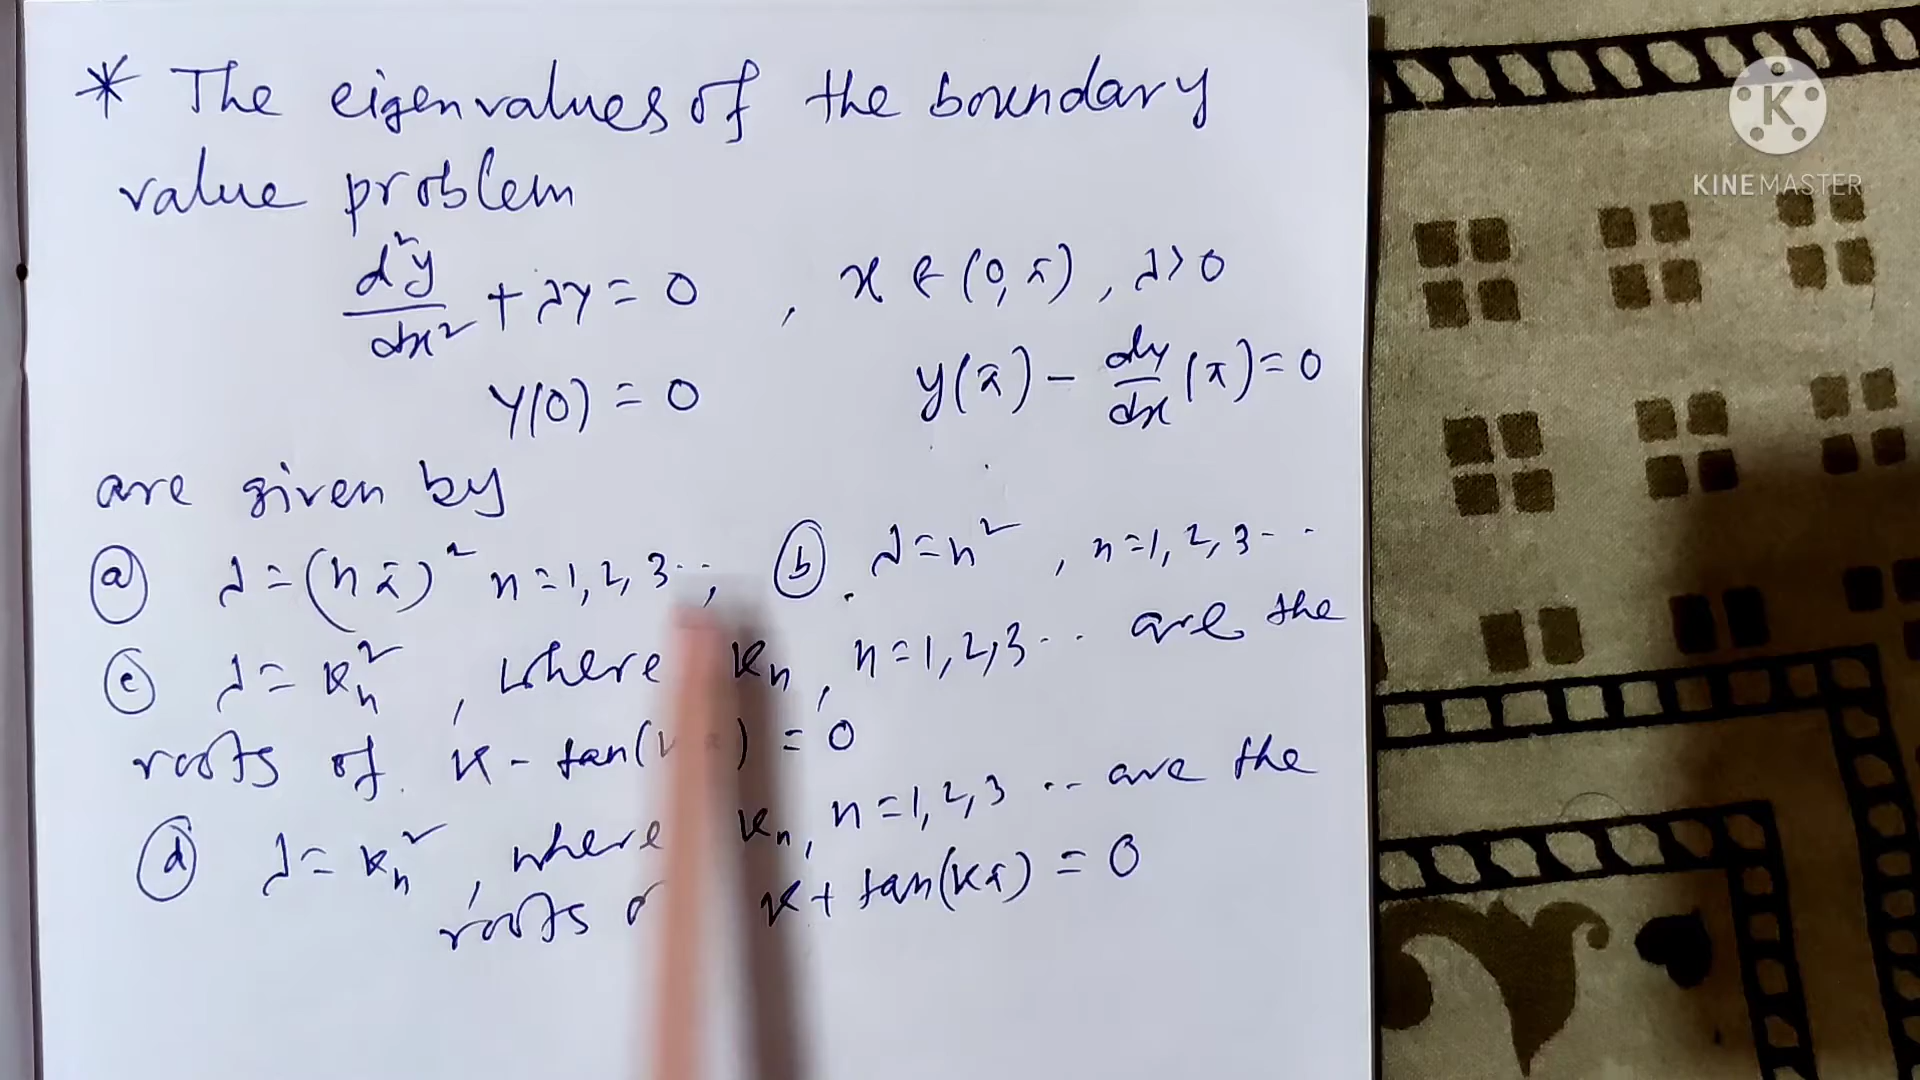 * The eigenvalues of the boundary
value problem
d²y/dx² + λy = 0 , x ∈ (0, π) , λ > 0
y(0) = 0 y(π) − dy/dx (π) = 0
are given by
(a) λ = (nπ)² n = 1, 2, 3 ..; (b) λ = n² , n = 1, 2, 3 ...
(c) λ = kₙ² , where kₙ, n = 1, 2, 3 ... are the
roots of k − tan( ) = 0
(d) λ = kₙ² , where kₙ, n = 1, 2, 3 ... are the
roots k + tan(kπ) = 0
K
KINEMASTER